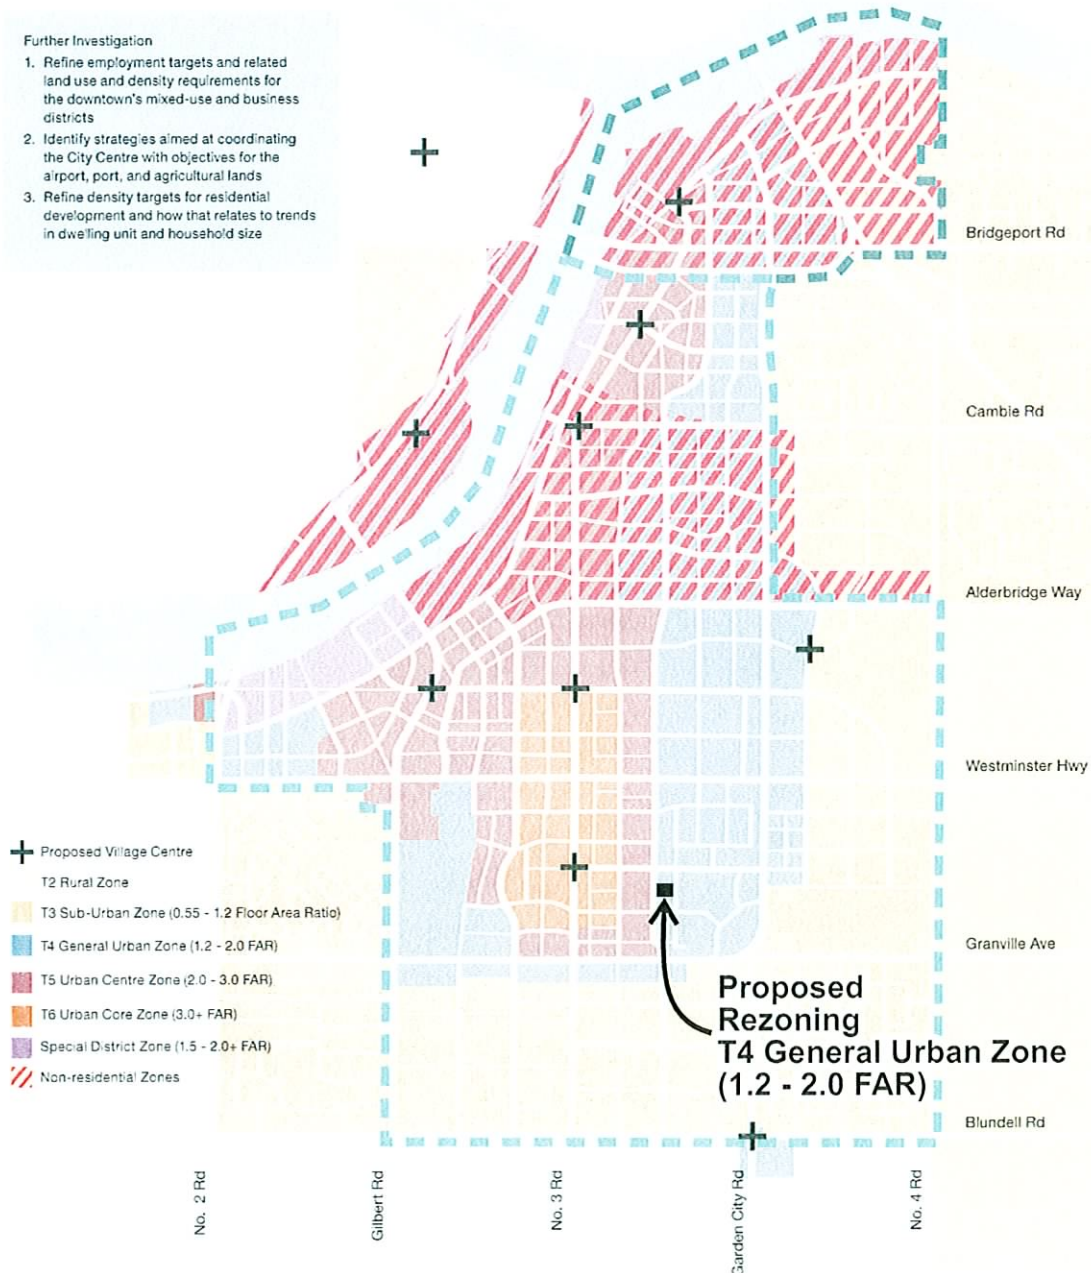 Further Investigation
1. Refine employment targets and related
land use and density requirements for
the downtown's mixed-use and business
districts
2. Identify strategies aimed at coordinating
the City Centre with objectives for the
airport, port, and agricultural lands
3. Refine density targets for residential
development and how that relates to trends
in dwelling unit and household size
Bridgeport Rd
Cambie Rd
Alderbridge Way
Westminster Hwy
Granville Ave
Blundell Rd
Proposed Village Centre
T2 Rural Zone
T3 Sub-Urban Zone (0.55 - 1.2 Floor Area Ratio)
T4 General Urban Zone (1.2 - 2.0 FAR)
T5 Urban Centre Zone (2.0 - 3.0 FAR)
T6 Urban Core Zone (3.0+ FAR)
Special District Zone (1.5 - 2.0+ FAR)
Non-residential Zones
Proposed
Rezoning
T4 General Urban Zone
(1.2 - 2.0 FAR)
No. 2 Rd
Gilbert Rd
No. 3 Rd
Garden City Rd
No. 4 Rd